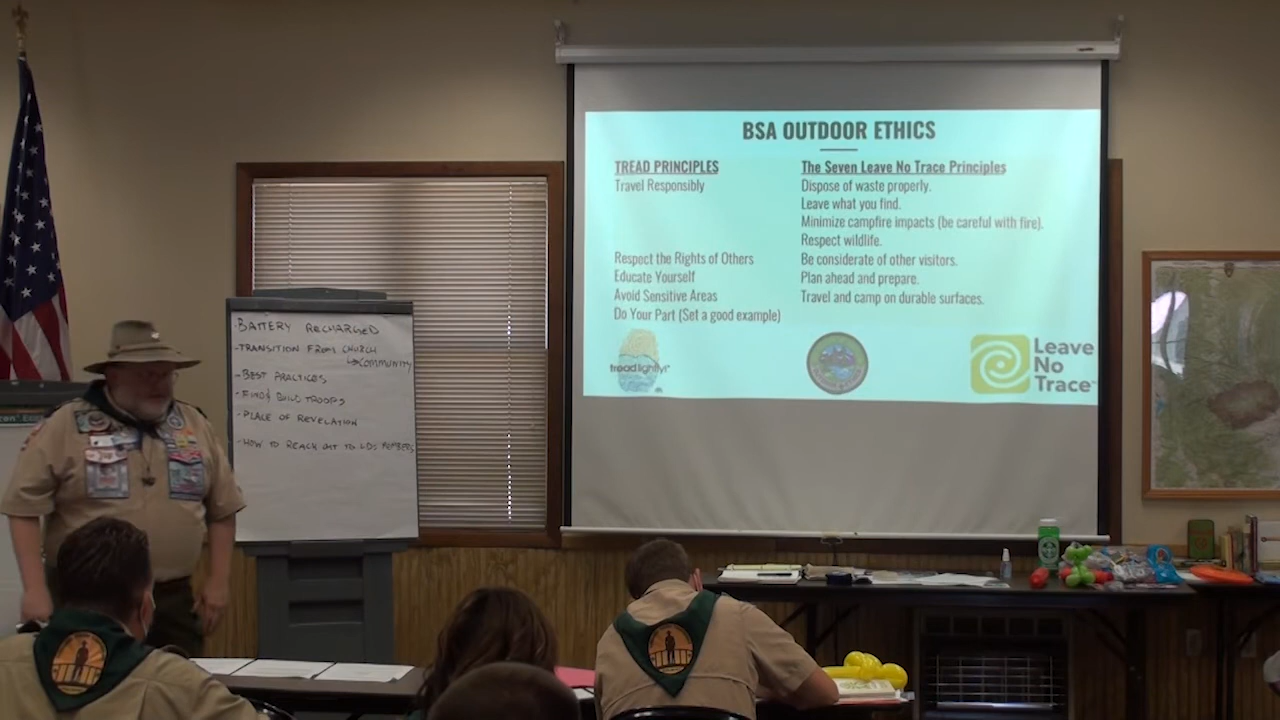 BSA OUTDOOR ETHICS
TREAD PRINCIPLES
Travel Responsibly
Respect the Rights of Others
Educate Yourself
Avoid Sensitive Areas
Do Your Part (Set a good example)
The Seven Leave No Trace Principles
Dispose of waste properly.
Leave what you find.
Minimize campfire impacts (be careful with fire).
Respect wildlife.
Be considerate of other visitors.
Plan ahead and prepare.
Travel and camp on durable surfaces.
treadlightly!
Leave
No
Trace™
- BATTERY RECHARGED
- TRANSITION FROM CHURCH
↳ COMMUNITY
- BEST PRACTICES
- FIND/BUILD TROOPS
- PLACE OF REVELATION
- HOW TO REACH OUT TO LDS MEMBERS